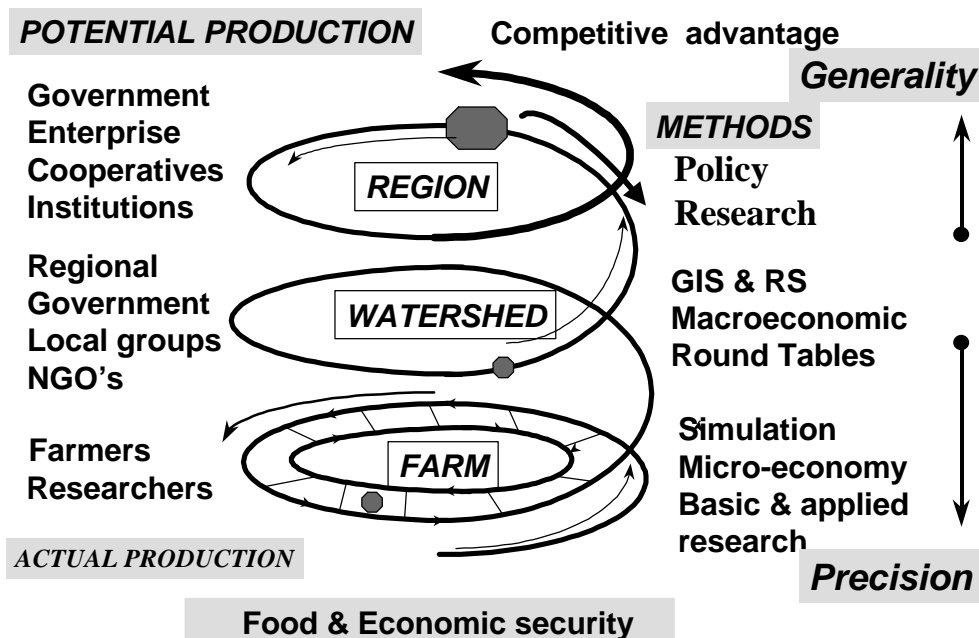 POTENTIAL PRODUCTION
Competitive advantage
Generality
Government
Enterprise
Cooperatives
Institutions
REGION
METHODS
Policy
Research
Regional
Government
Local groups
NGO's
WATERSHED
GIS & RS
Macroeconomic
Round Tables
Farmers
Researchers
FARM
Simulation
Micro-economy
Basic & applied
research
ACTUAL PRODUCTION
Precision
Food & Economic security